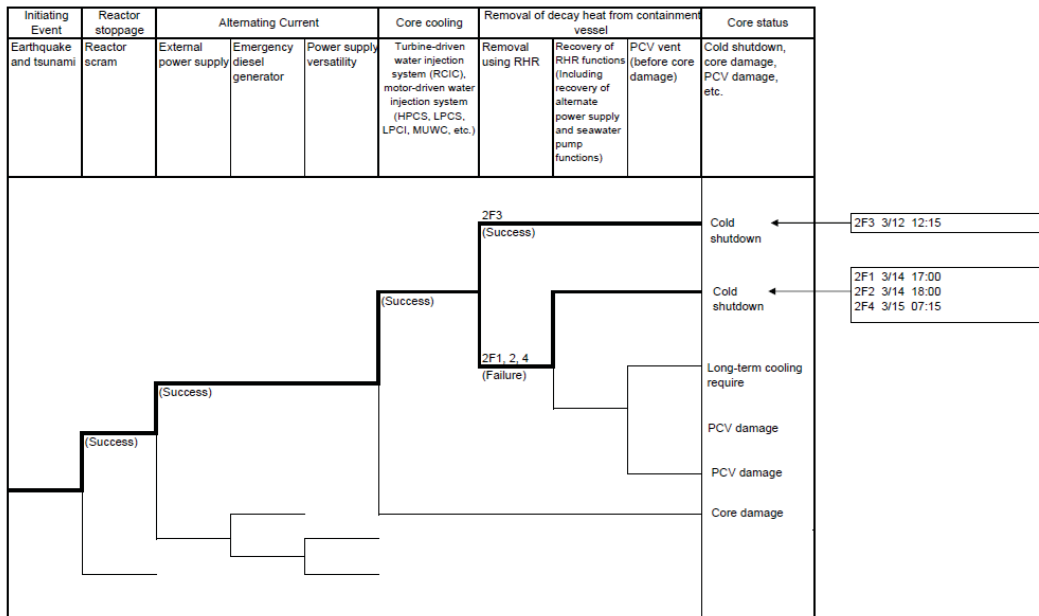 Initiating
Event
Reactor
stoppage
Alternating Current
Core cooling
Removal of decay heat from containment
vessel
Core status
Earthquake
and tsunami
Reactor
scram
External
power supply
Emergency
diesel
generator
Power supply
versatility
Turbine-driven
water injection
system (RCIC),
motor-driven water
injection system
(HPCS, LPCS,
LPCI, MUWC, etc.)
Removal
using RHR
Recovery of
RHR functions
(Including
recovery of
alternate
power supply
and seawater
pump
functions)
PCV vent
(before core
damage)
Cold shutdown,
core damage,
PCV damage,
etc.
2F3
(Success)
Cold
shutdown
2F3 3/12 12:15
(Success)
Cold
shutdown
2F1 3/14 17:00
2F2 3/14 18:00
2F4 3/15 07:15
2F1, 2, 4
(Failure)
Long-term cooling
require
(Success)
PCV damage
(Success)
PCV damage
Core damage